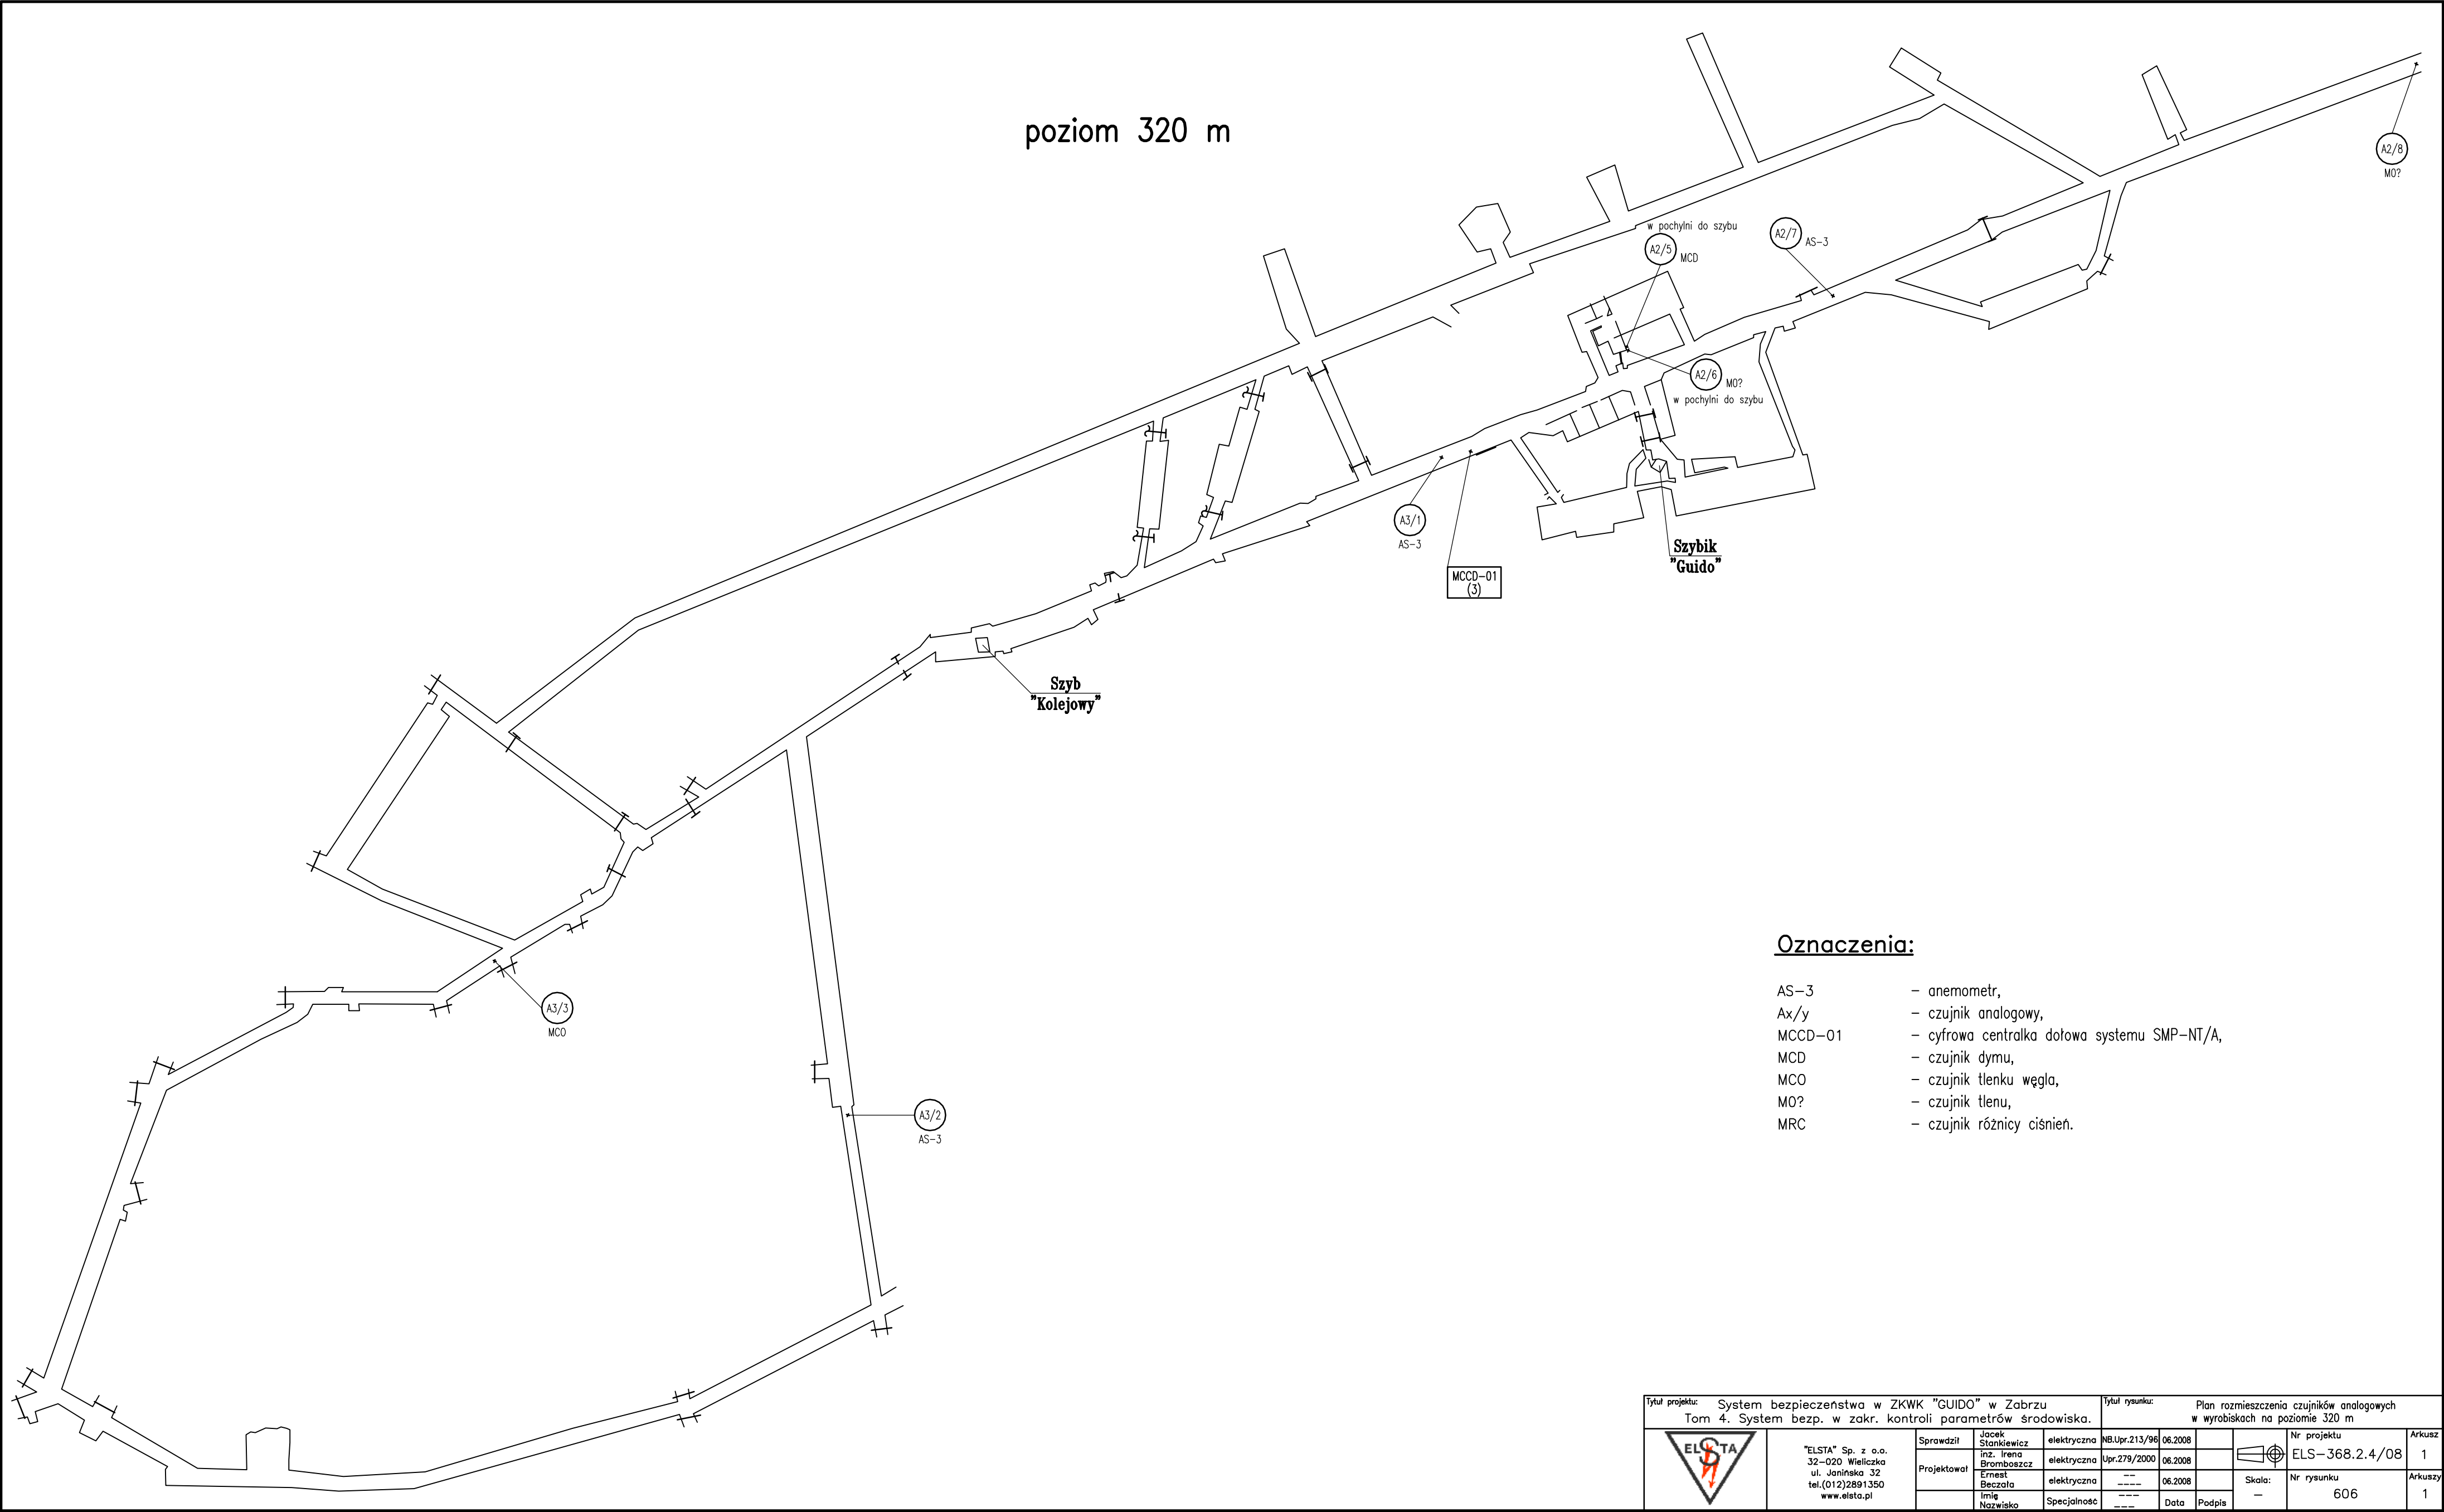 poziom 320 m
A2/8
MO?
w pochylni do szybu
A2/5
MCD
A2/7
AS-3
A2/6
MO?
w pochylni do szybu
A3/1
AS-3
MCCD-01
(3)
Szybik
"Guido"
Szyb
"Kolejowy"
A3/3
MCO
A3/2
AS-3
Oznaczenia:
AS-3 - anemometr,
Ax/y - czujnik analogowy,
MCCD-01 - cyfrowa centralka dołowa systemu SMP-NT/A,
MCD - czujnik dymu,
MCO - czujnik tlenku węgla,
MO? - czujnik tlenu,
MRC - czujnik różnicy ciśnień.
Tytuł projektu:
System bezpieczeństwa w ZKWK "GUIDO" w Zabrzu
Tom 4. System bezp. w zakr. kontroli parametrów środowiska.
Tytuł rysunku:
Plan rozmieszczenia czujników analogowych
w wyrobiskach na poziomie 320 m
ELSTA
"ELSTA" Sp. z o.o.
32-020 Wieliczka
ul. Janińska 32
tel.(012)2891350
www.elsta.pl
Sprawdził
Jacek
Stankiewicz
elektryczna
NB.Upr.213/96
06.2008
Projektował
inż. Irena
Bromboszcz
elektryczna
Upr.279/2000
06.2008
Ernest
Beczała
elektryczna
--
----
06.2008
Imię
Nazwisko
Specjalność
---
---
Data
Podpis
Skala:
-
Nr projektu
ELS-368.2.4/08
Nr rysunku
606
Arkusz
1
Arkuszy
1